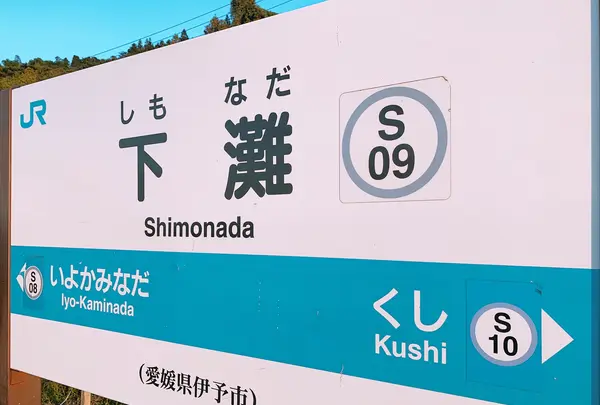 JR
しも なだ
下灘
S
09
Shimonada
S
08
いよかみなだ
Iyo-Kaminada
くし
Kushi
S
10
(愛媛県伊予市)